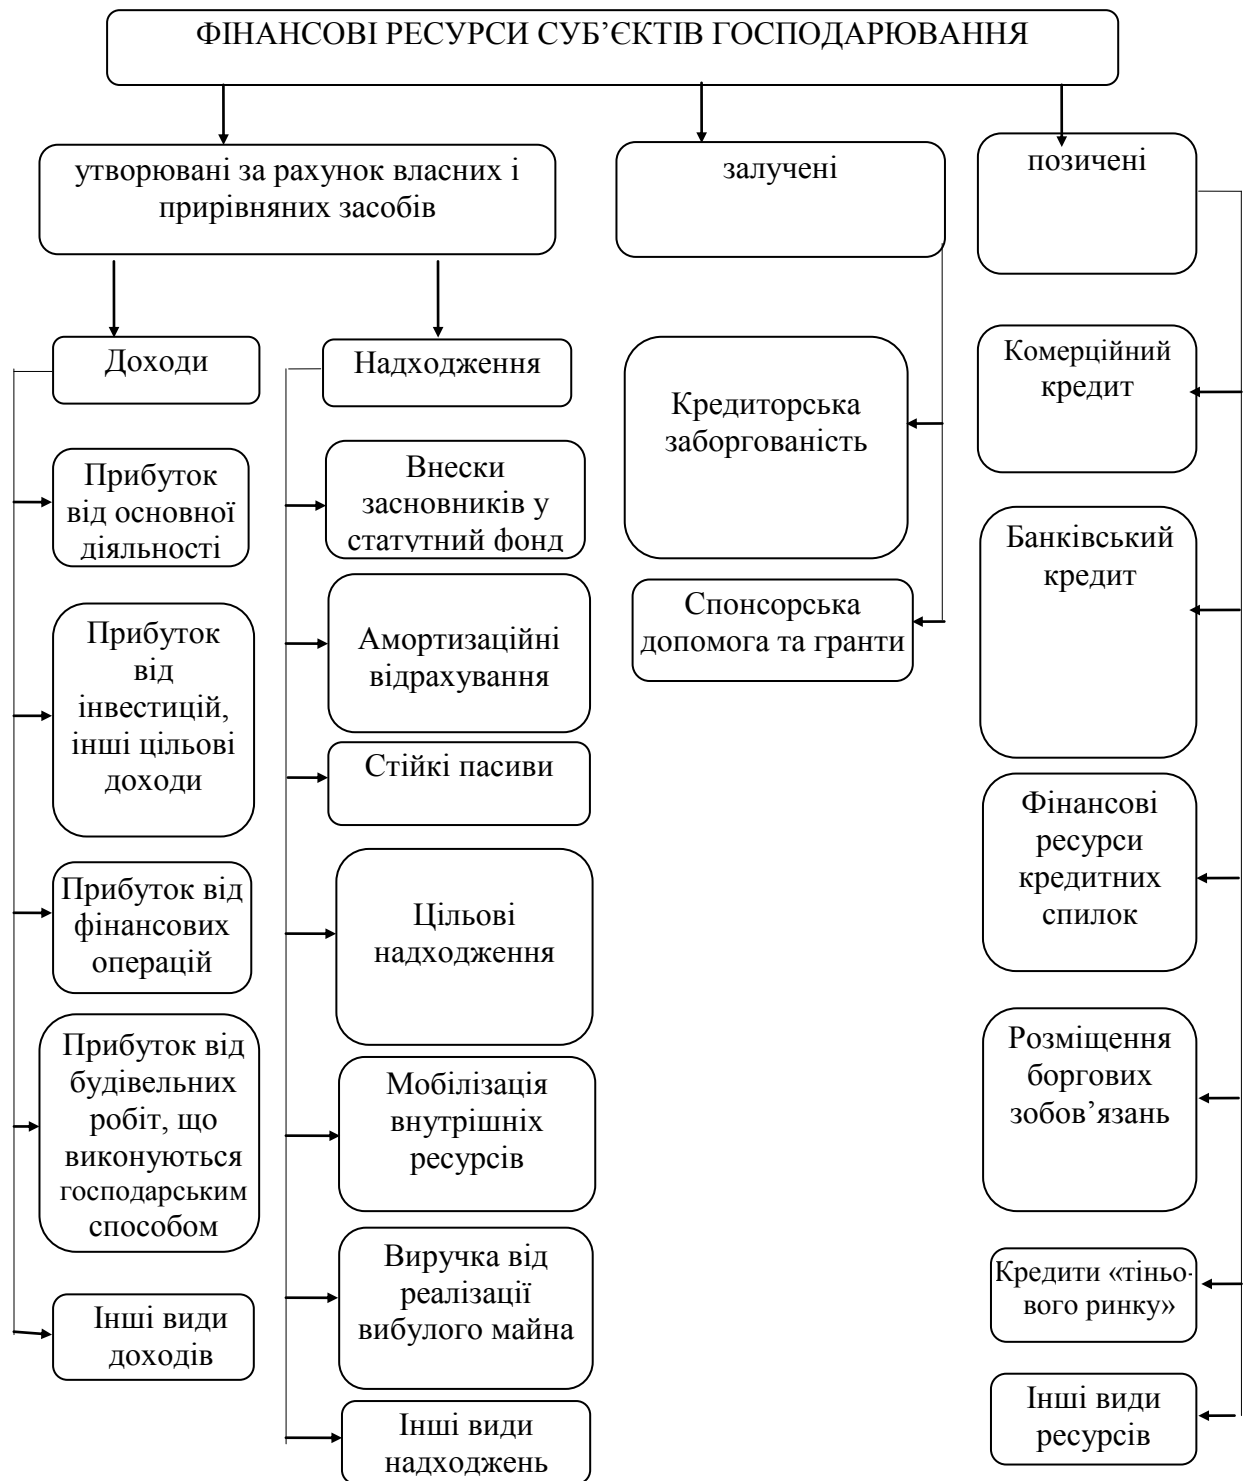 ФІНАНСОВІ РЕСУРСИ СУБ’ЄКТІВ ГОСПОДАРЮВАННЯ
утворювані за рахунок власних і
прирівняних засобів
залучені
позичені
Доходи
Прибуток
від основної
діяльності
Прибуток
від
інвестицій,
інші цільові
доходи
Прибуток від
фінансових
операцій
Прибуток від
будівельних
робіт, що
виконуються
господарським
способом
Інші види
доходів
Надходження
Внески
засновників у
статутний фонд
Амортизаційні
відрахування
Стійкі пасиви
Цільові
надходження
Мобілізація
внутрішніх
ресурсів
Виручка від
реалізації
вибулого майна
Інші види
надходжень
Кредиторська
заборгованість
Спонсорська
допомога та гранти
Комерційний
кредит
Банківський
кредит
Фінансові
ресурси
кредитних
спилок
Розміщення
боргових
зобов’язань
Кредити «тіньо-
вого ринку»
Інші види
ресурсів